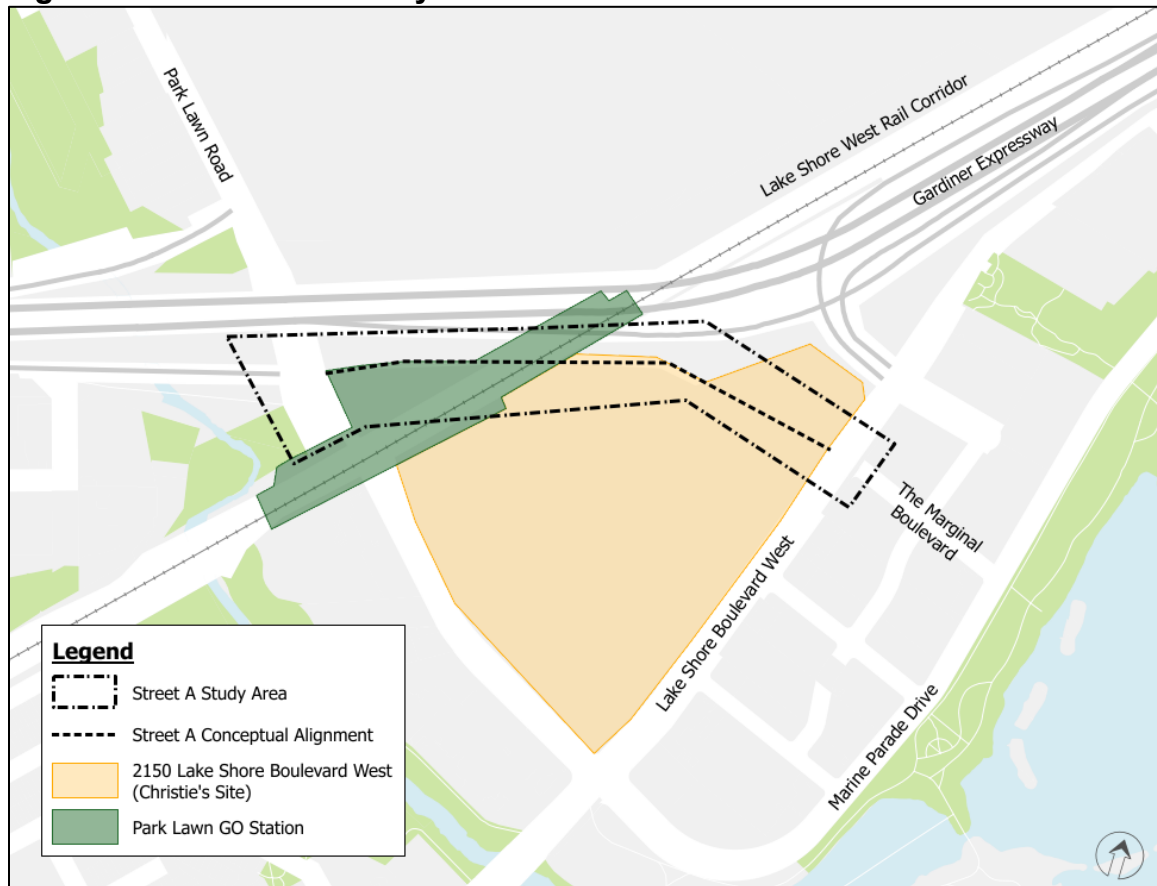 Park Lawn Road
Lake Shore West Rail Corridor
Gardiner Expressway
The Marginal
Boulevard
Lake Shore Boulevard West
Marine Parade Drive
Legend
Street A Study Area
Street A Conceptual Alignment
2150 Lake Shore Boulevard West
(Christie's Site)
Park Lawn GO Station